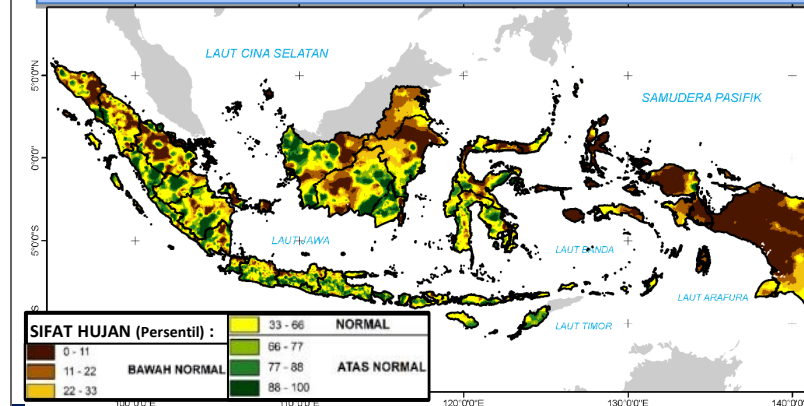 LAUT CINA SELATAN
SAMUDERA PASIFIK
5°0'0"N
0°0'0"
5°0'0"S
LAUT JAWA
LAUT BANDA
LAUT ARAFURA
LAUT TIMOR
SIFAT HUJAN (Persentil) :
0 - 11
11 - 22
22 - 33
BAWAH NORMAL
33 - 66
NORMAL
66 - 77
77 - 88
88 - 100
ATAS NORMAL
120°0'0"E
130°0'0"E